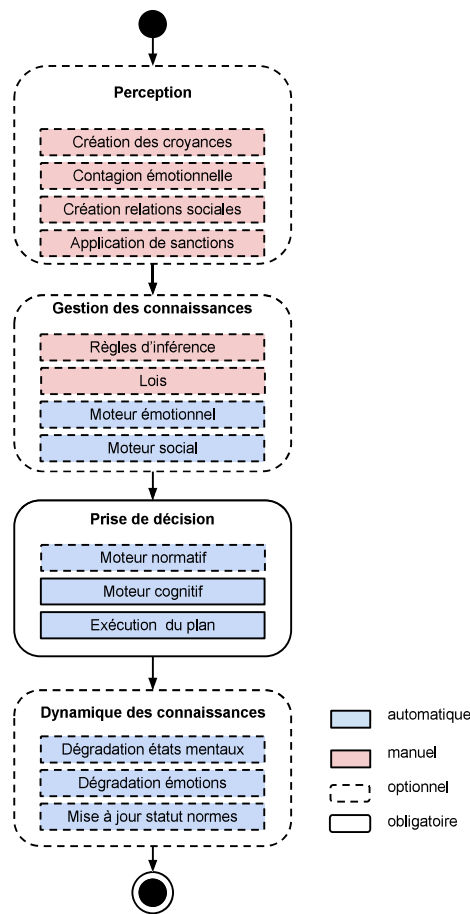 Perception
Création des croyances
Contagion émotionnelle
Création relations sociales
Application de sanctions
Gestion des connaissances
Règles d'inférence
Lois
Moteur émotionnel
Moteur social
Prise de décision
Moteur normatif
Moteur cognitif
Exécution du plan
Dynamique des connaissances
Dégradation états mentaux
Dégradation émotions
Mise à jour statut normes
automatique
manuel
optionnel
obligatoire